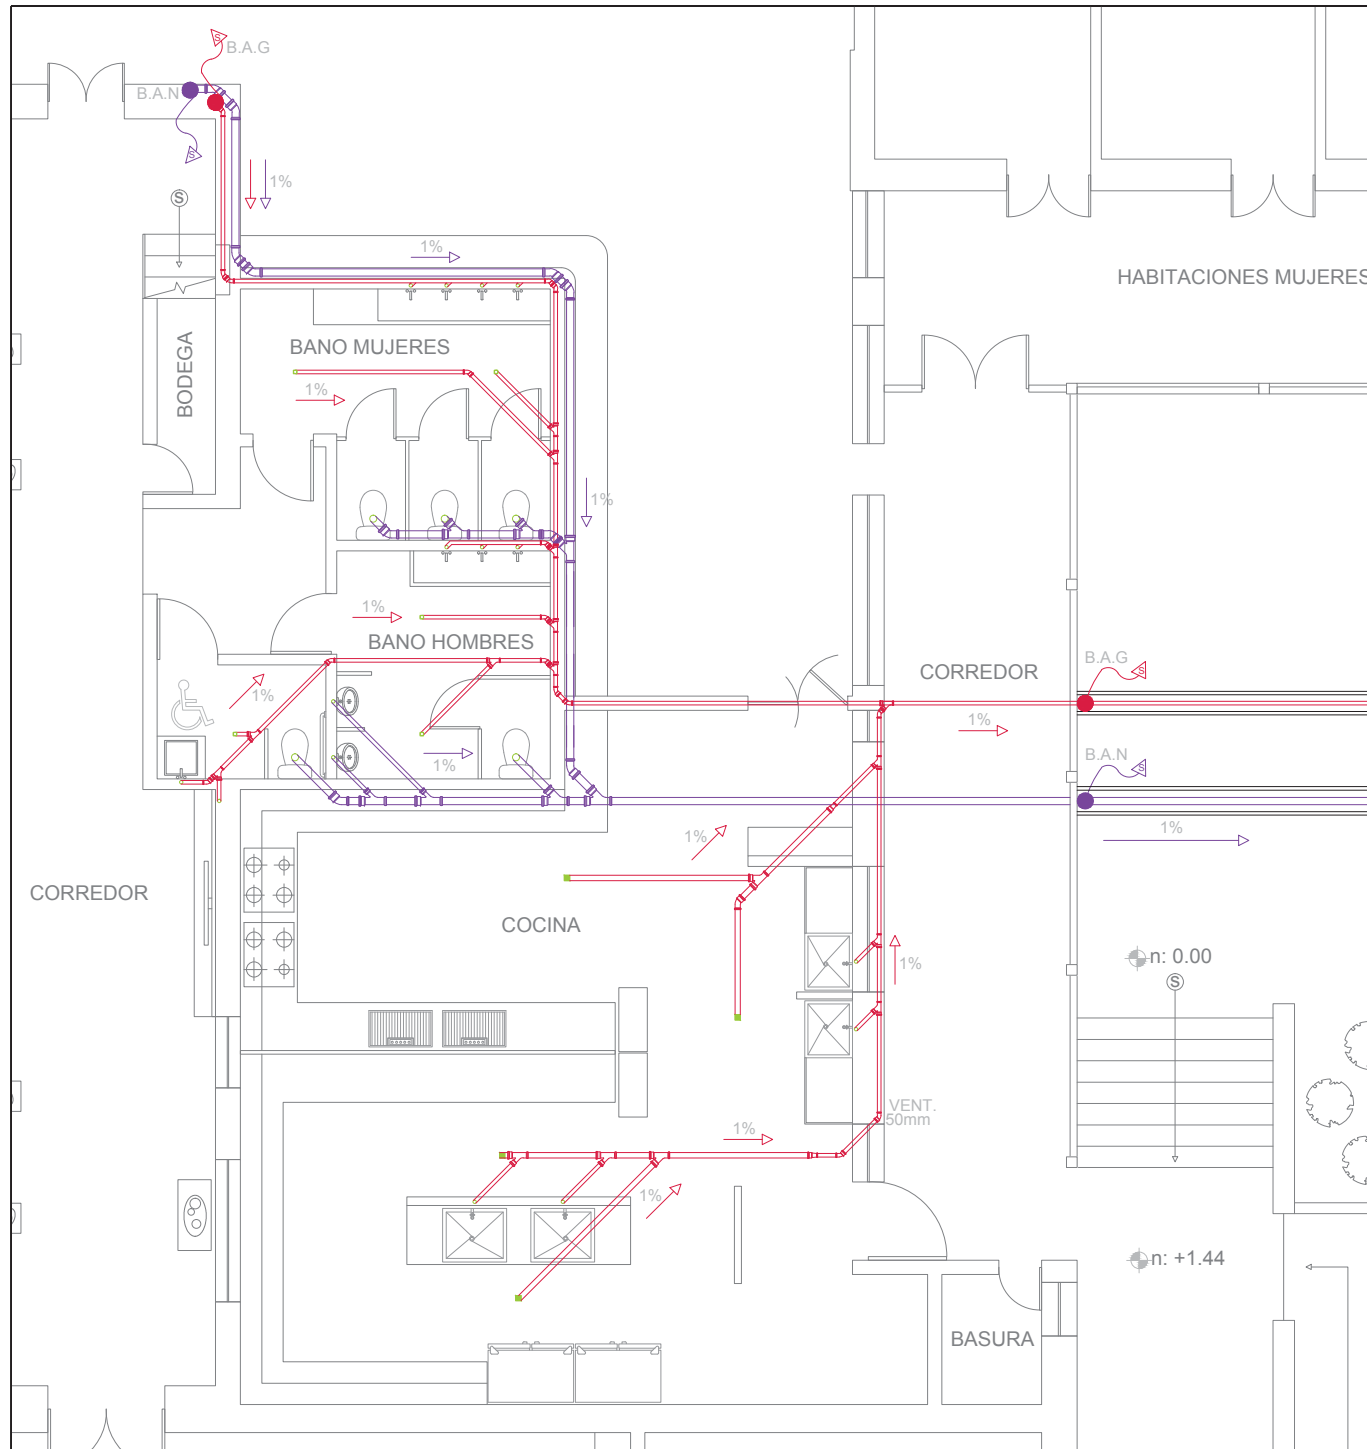 S
B.A.G
B.A.N
S
1%
S
1%
HABITACIONES MUJERES
BODEGA
BANO MUJERES
1%
1%
1%
BANO HOMBRES
CORREDOR
B.A.G
S
1%
1%
1%
B.A.N
S
1%
1%
CORREDOR
COCINA
n: 0.00
1%
S
VENT.
50mm
1%
1%
n: +1.44
BASURA